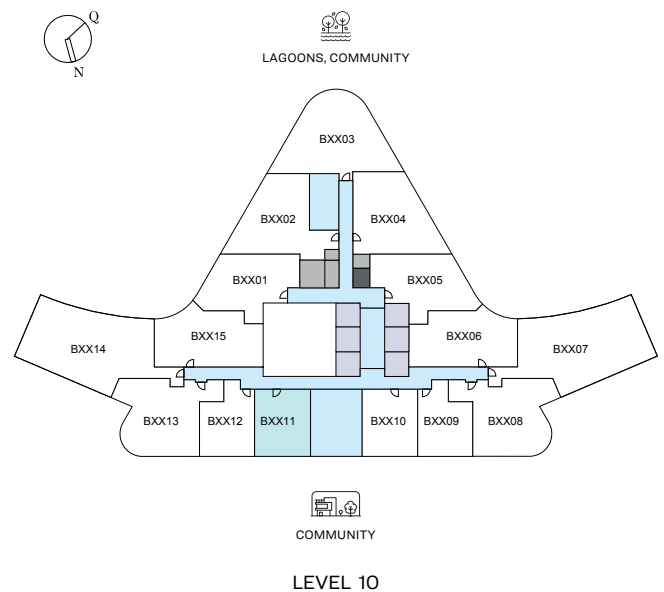 Q
N
LAGOONS, COMMUNITY
BXX03
BXX02
BXX04
BXX01
BXX05
BXX15
BXX06
BXX14
BXX07
BXX13
BXX12
BXX11
BXX10
BXX09
BXX08
COMMUNITY
LEVEL 10